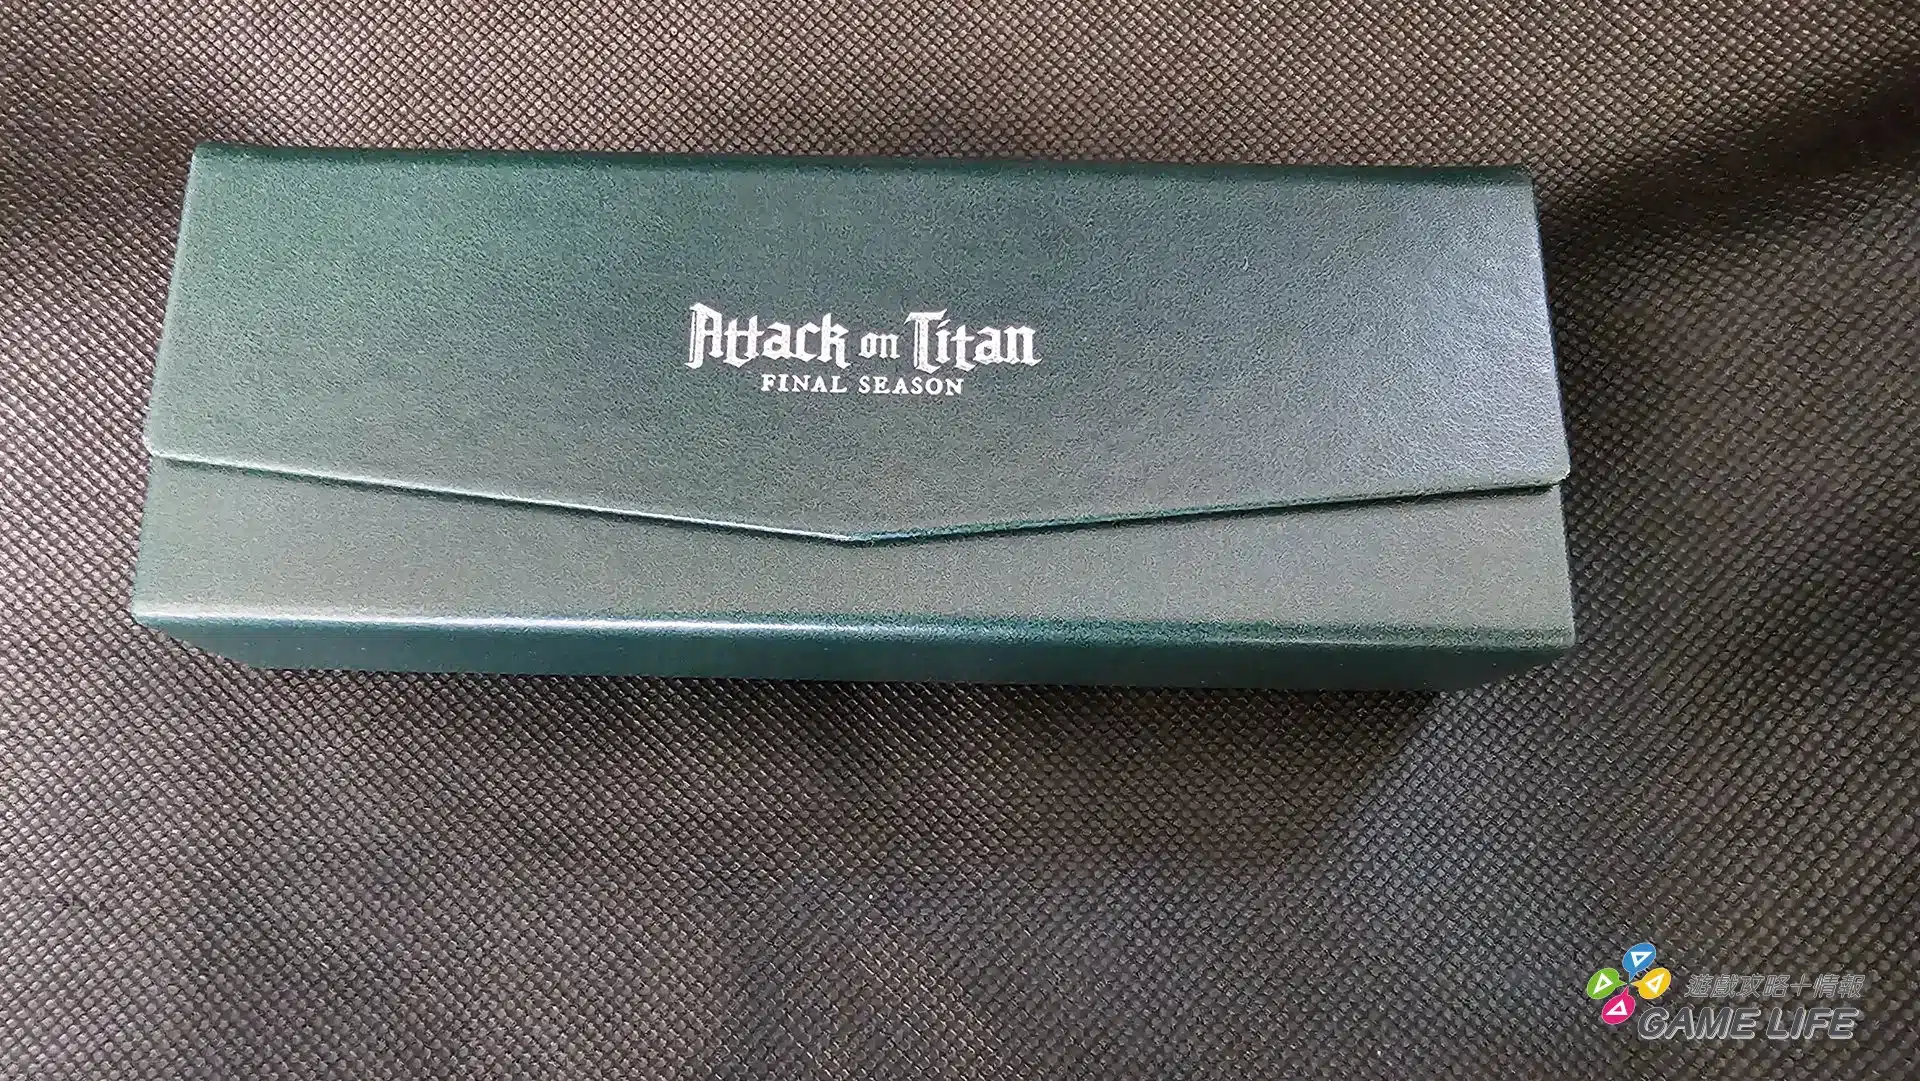 Attack on Titan
FINAL SEASON
遊戲攻略+情報
GAME LIFE